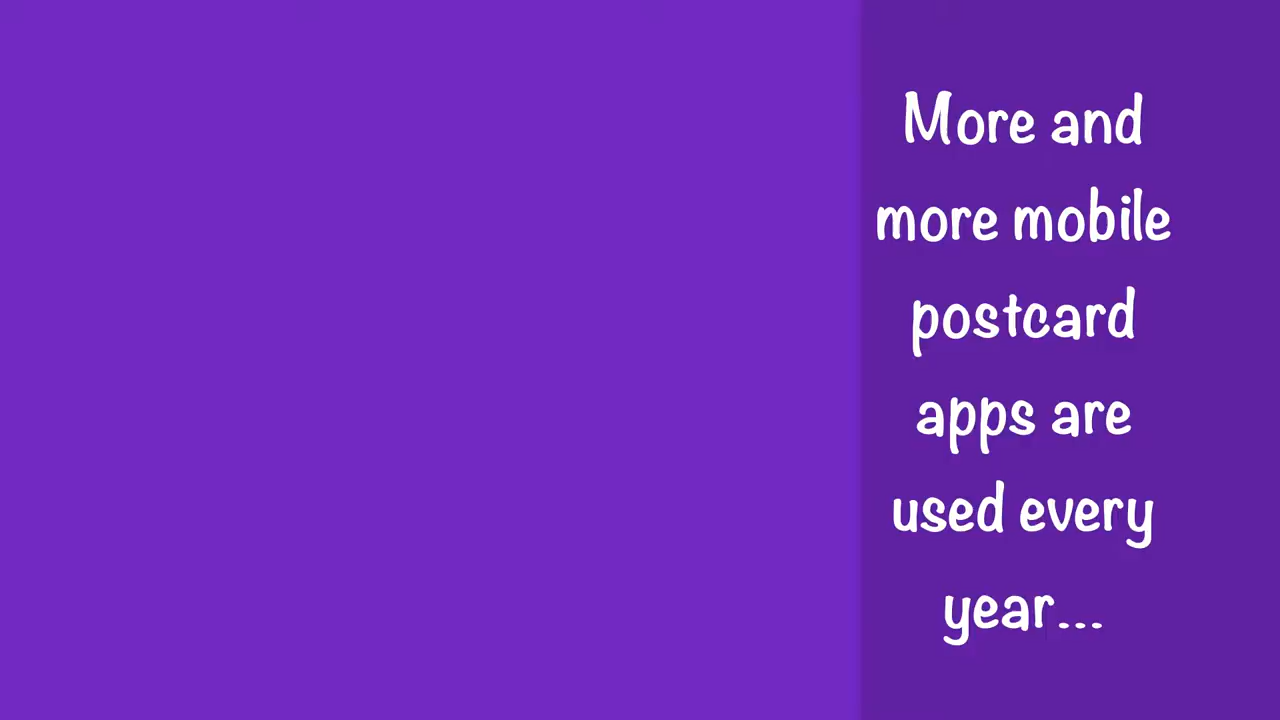 More and
more mobile
postcard
apps are
used every
year...